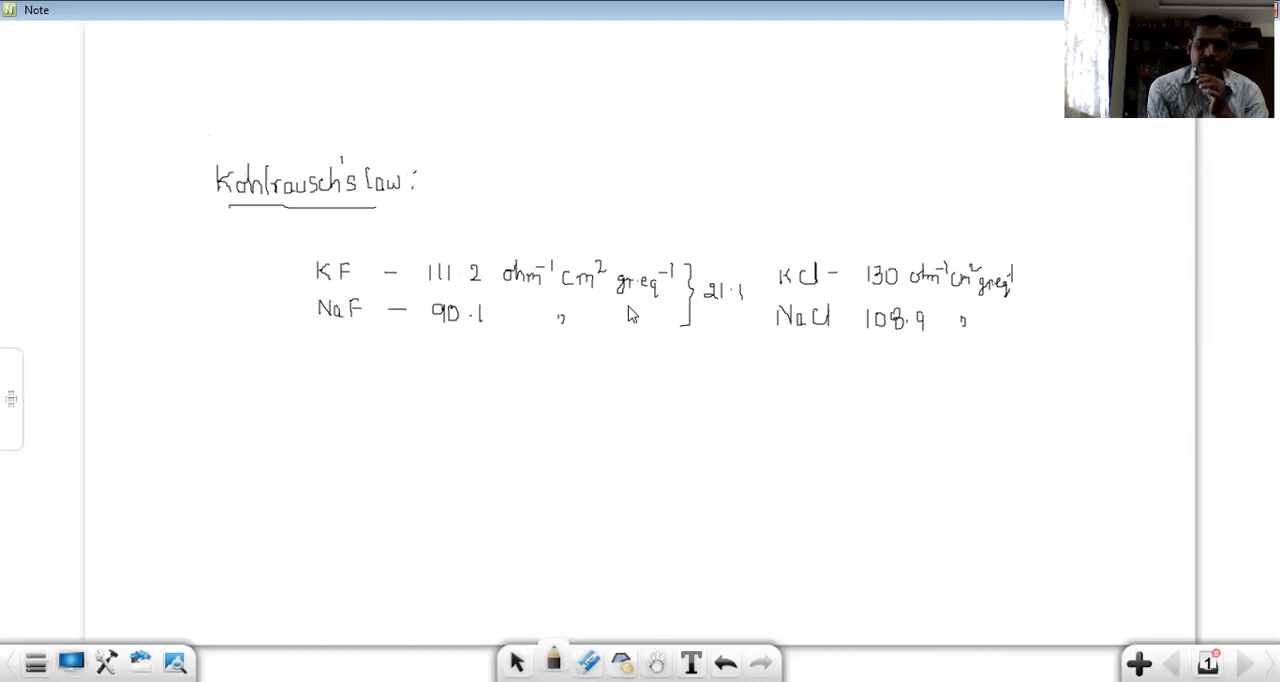 Note
Kohlrausch's law:
KF - 111.2 ohm⁻¹ cm² gr.eq⁻¹ } 21.1 KCl - 130 ohm⁻¹ cm² gr.eq⁻¹
NaF - 90.1 " NaCl 108.9 "
T 1